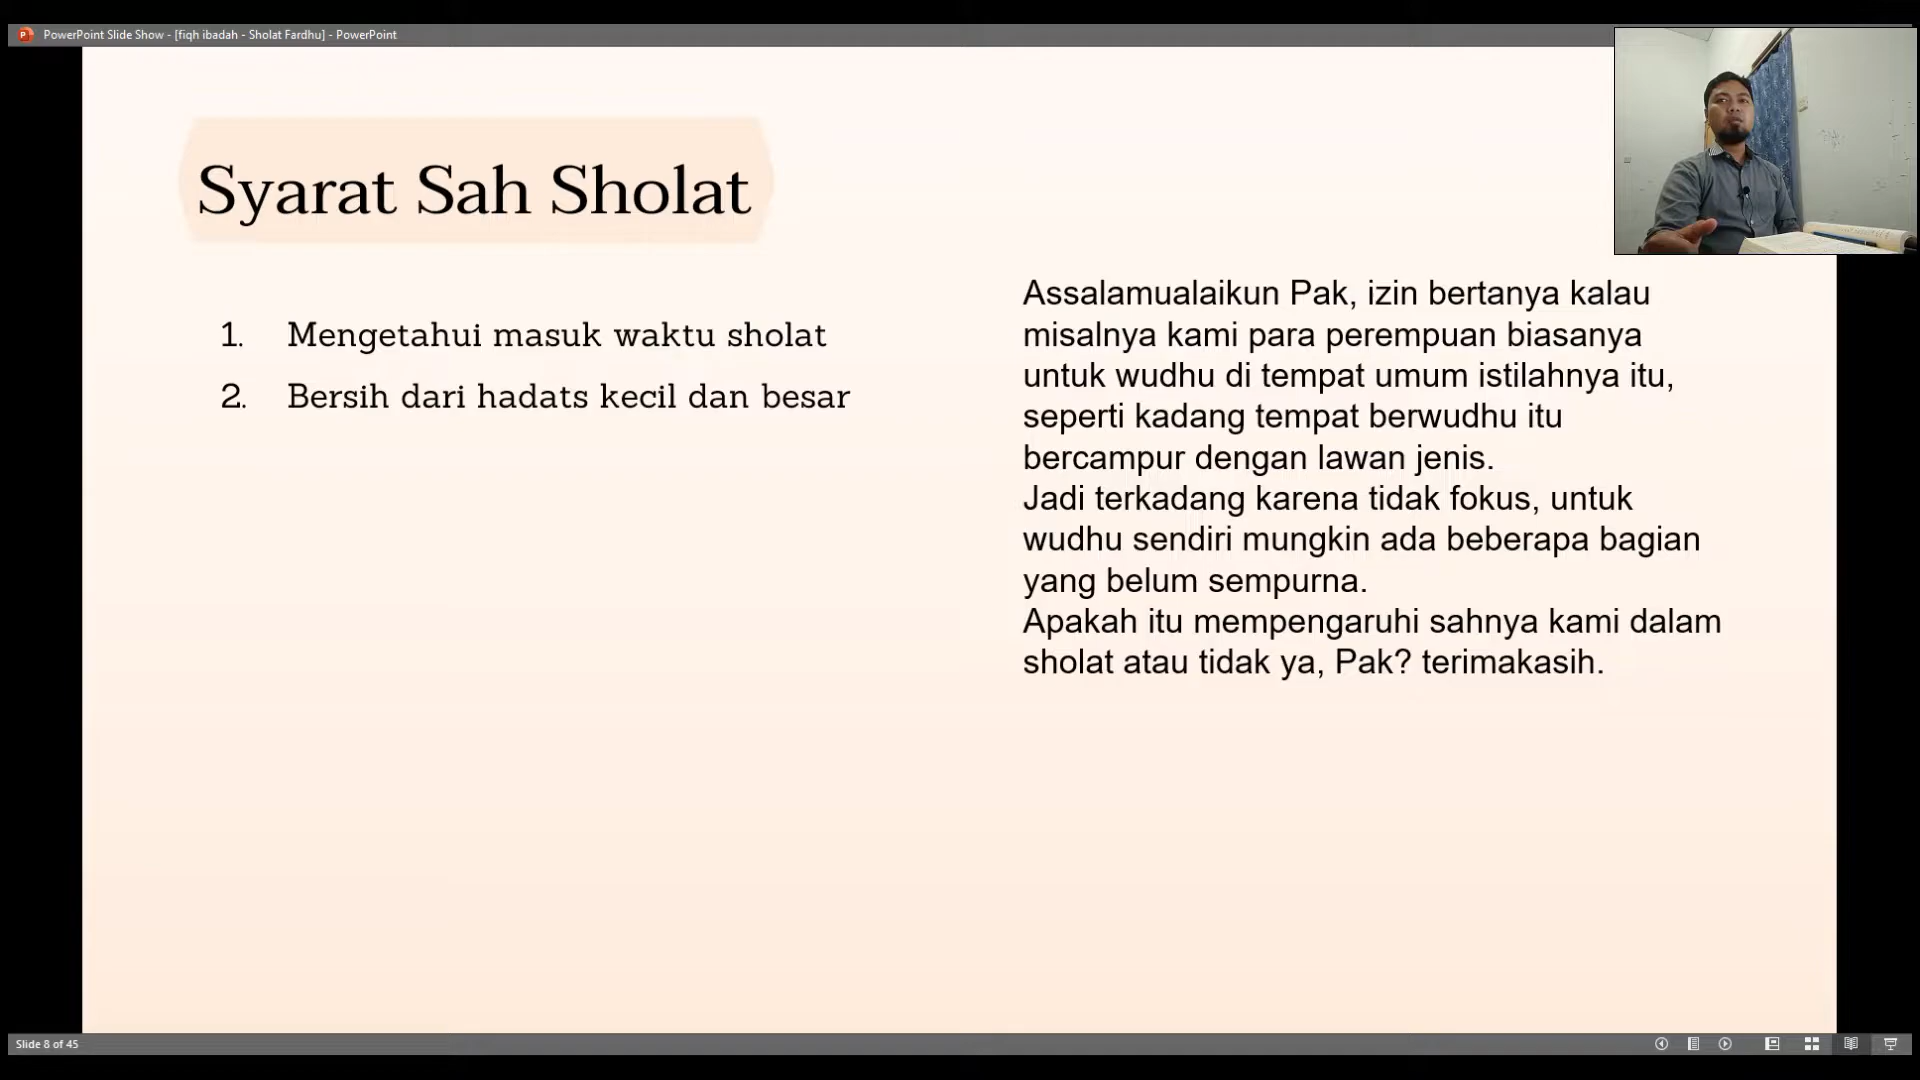 PowerPoint Slide Show - [fiqh ibadah - Sholat Fardhu] - PowerPoint
Syarat Sah Sholat
1. Mengetahui masuk waktu sholat
2. Bersih dari hadats kecil dan besar
Assalamualaikun Pak, izin bertanya kalau
misalnya kami para perempuan biasanya
untuk wudhu di tempat umum istilahnya itu,
seperti kadang tempat berwudhu itu
bercampur dengan lawan jenis.
Jadi terkadang karena tidak fokus, untuk
wudhu sendiri mungkin ada beberapa bagian
yang belum sempurna.
Apakah itu mempengaruhi sahnya kami dalam
sholat atau tidak ya, Pak? terimakasih.
Slide 8 of 45